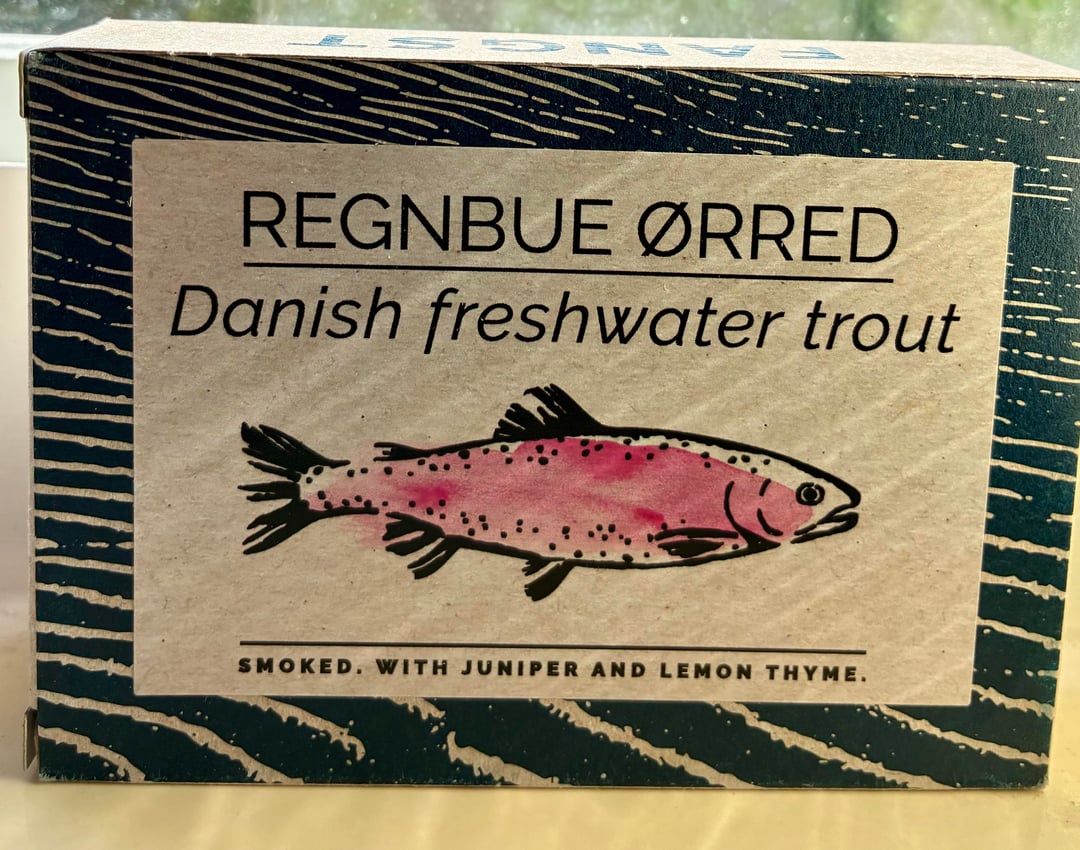 FANGST
REGNBUE ØRRED
Danish freshwater trout
SMOKED. WITH JUNIPER AND LEMON THYME.